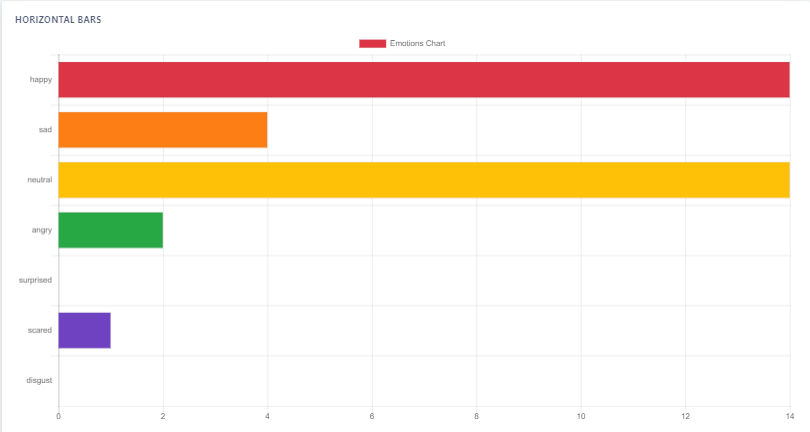 HORIZONTAL BARS
Emotions Chart
happy
sad
neutral
angry
surprised
scared
disgust
0 2 4 6 8 10 12 14